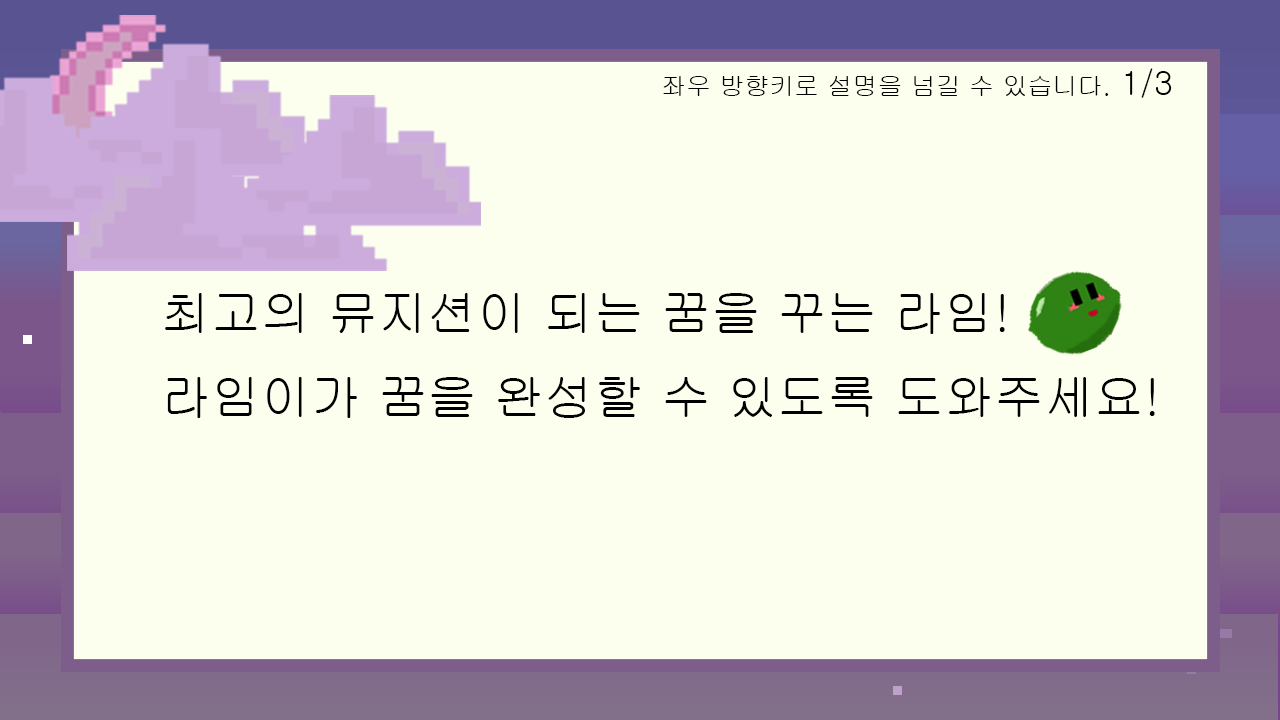 좌우 방향키로 설명을 넘길 수 있습니다. 1/3
최고의 뮤지션이 되는 꿈을 꾸는 라임!
라임이가 꿈을 완성할 수 있도록 도와주세요!